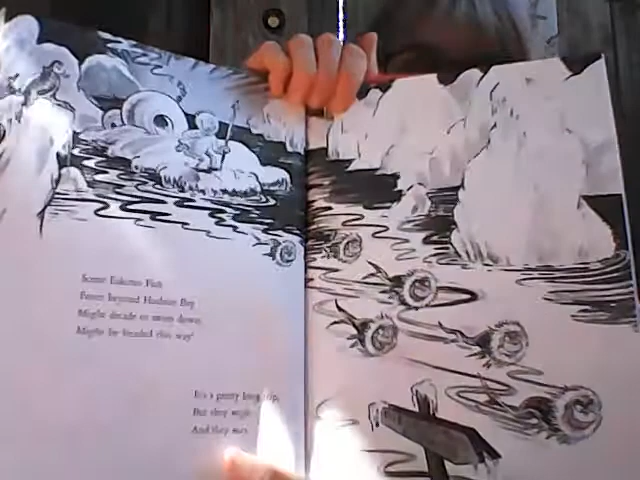 Some Eskimo Fish
From beyond Hudson Bay
Might decide to swim down;
Might be headed this way!
It's a pretty long trip,
But they might
And they may.